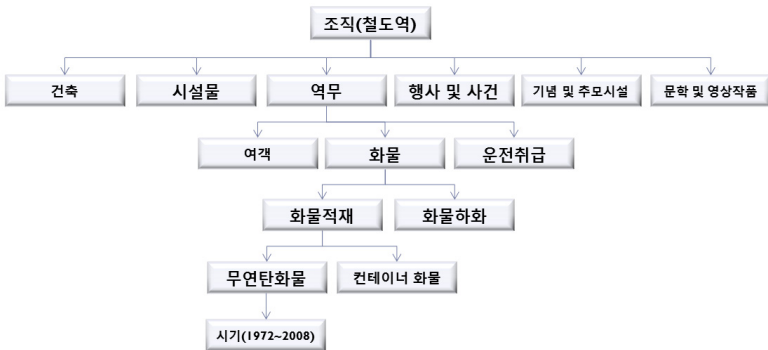 조직(철도역)
건축
시설물
역무
행사 및 사건
기념 및 추모시설
문학 및 영상작품
여객
화물
운전취급
화물적재
화물하화
무연탄화물
컨테이너 화물
시기(1972~2008)